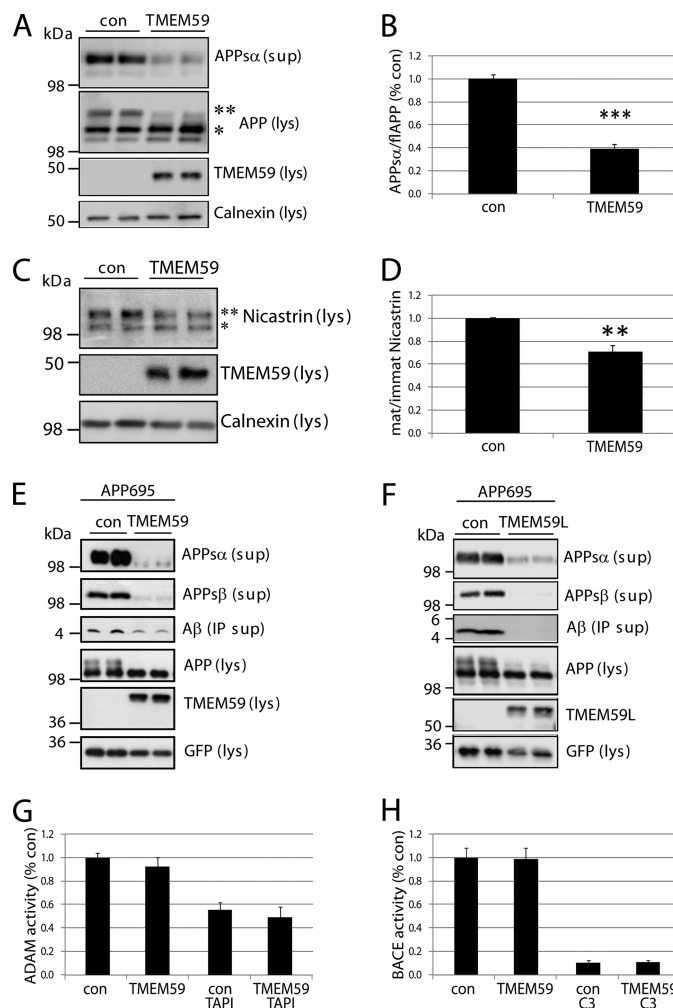 A
kDa
con TMEM59
APPsα (sup)
98
** APP (lys)
*
98
50
TMEM59 (lys)
50
Calnexin (lys)
B
APPsα/flAPP (% con)
1.2
1.0
0.8
0.6
0.4
0.2
0.0
***
con TMEM59
C
kDa
con TMEM59
** Nicastrin (lys)
*
98
50
TMEM59 (lys)
98
Calnexin (lys)
D
mat/immat Nicastrin
1.2
1.0
0.8
0.6
0.4
0.2
0.0
**
con TMEM59
E
APP695
kDa
con TMEM59
APPsα (sup)
98
APPsβ (sup)
98
Aβ (IP sup)
4
APP (lys)
98
TMEM59 (lys)
36
36
GFP (lys)
F
APP695
kDa
con TMEM59L
APPsα (sup)
98
APPsβ (sup)
98
6
Aβ (IP sup)
4
APP (lys)
98
TMEM59L
50
36
GFP (lys)
G
ADAM activity (% con)
1.2
1.0
0.8
0.6
0.4
0.2
0.0
con TMEM59 con TMEM59
TAPI TAPI
H
BACE activity (% con)
1.2
1.0
0.8
0.6
0.4
0.2
0.0
con TMEM59 con TMEM59
C3 C3